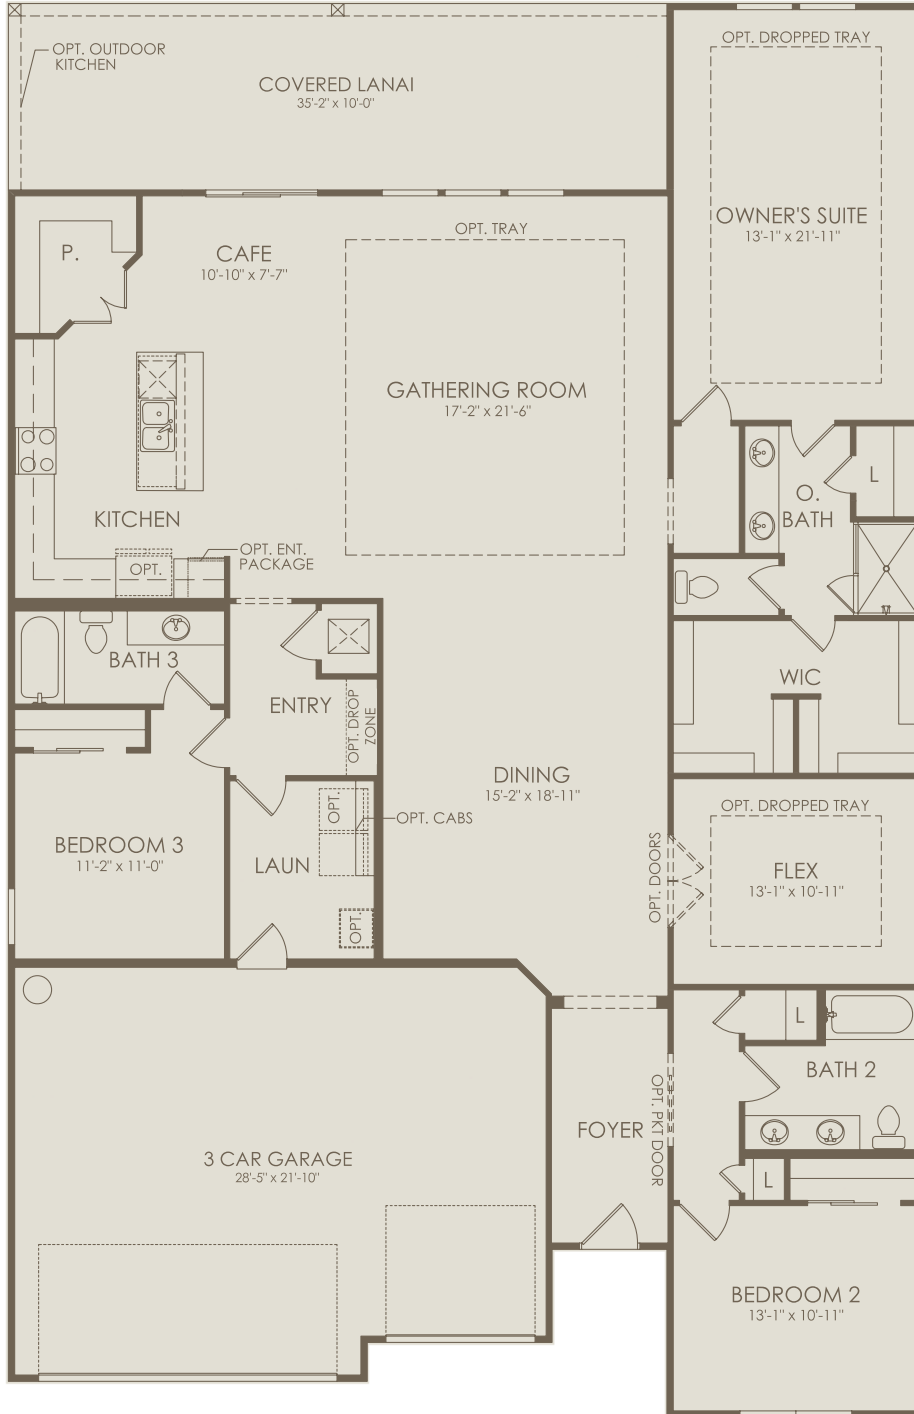 OPT. OUTDOOR
KITCHEN
COVERED LANAI
35'-2" x 10'-0"
OPT. DROPPED TRAY
OWNER'S SUITE
13'-1" x 21'-11"
P.
CAFE
10'-10" x 7'-7"
OPT. TRAY
GATHERING ROOM
17'-2" x 21'-6"
KITCHEN
OPT.
OPT. ENT.
PACKAGE
O.
BATH
L
BATH 3
ENTRY
OPT. DROP
ZONE
WIC
DINING
15'-2" x 18'-11"
OPT. DROPPED TRAY
FLEX
13'-1" x 10'-11"
OPT. DOORS
BEDROOM 3
11'-2" x 11'-0"
OPT.
OPT. CABS
LAUN
OPT.
L
BATH 2
OPT. PKT DOOR
FOYER
L
3 CAR GARAGE
28'-5" x 21'-10"
BEDROOM 2
13'-1" x 10'-11"